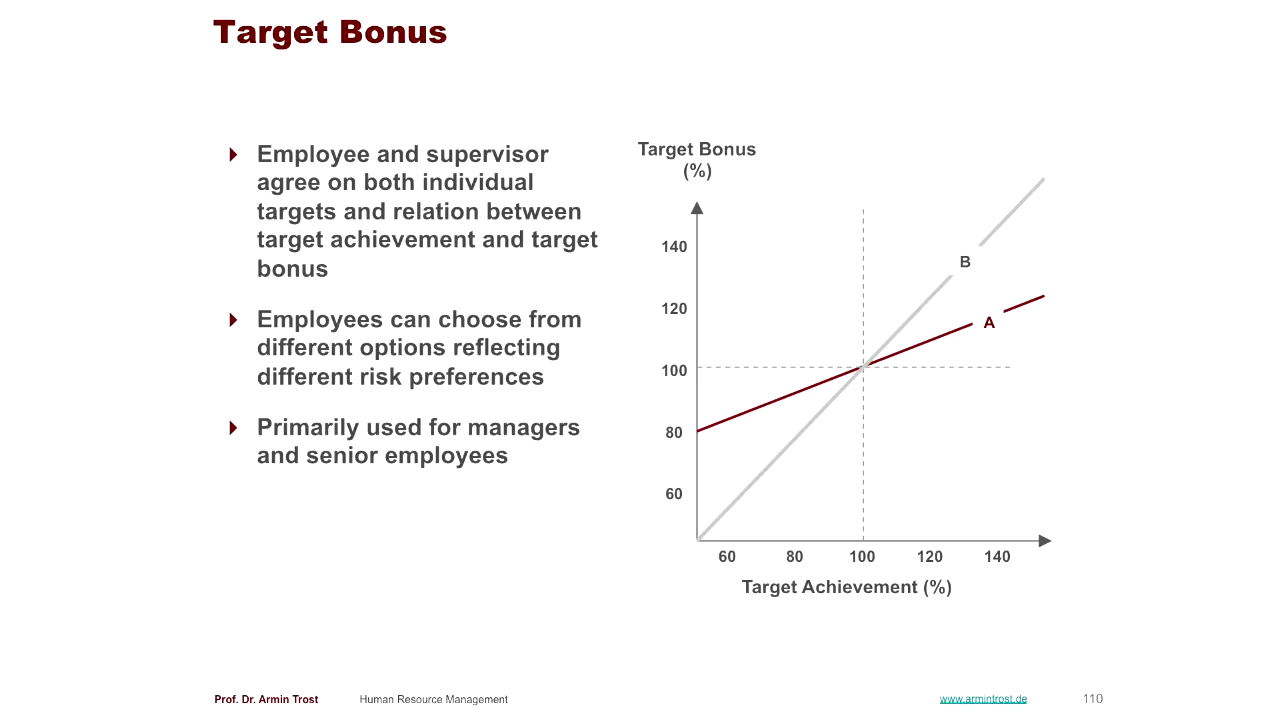 Target Bonus
Employee and supervisor
agree on both individual
targets and relation between
target achievement and target
bonus
Employees can choose from
different options reflecting
different risk preferences
Primarily used for managers
and senior employees
Target Bonus
(%)
140
120
100
80
60
B
A
60 80 100 120 140
Target Achievement (%)
Prof. Dr. Armin Trost Human Resource Management www.armintrost.de 110